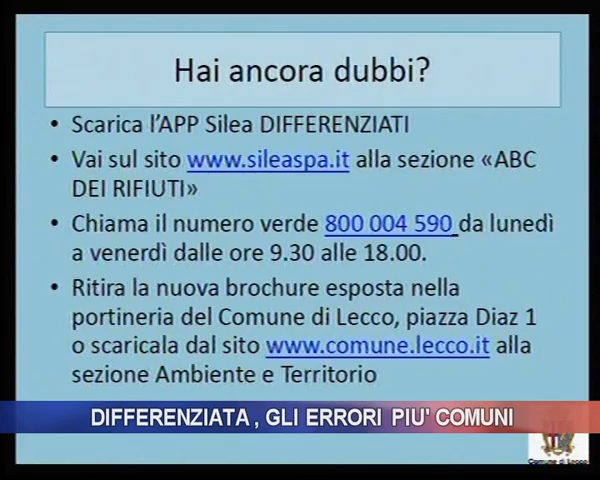 Hai ancora dubbi?
• Scarica l'APP Silea DIFFERENZIATI
• Vai sul sito www.sileaspa.it alla sezione «ABC
DEI RIFIUTI»
• Chiama il numero verde 800 004 590 da lunedì
a venerdì dalle ore 9.30 alle 18.00.
• Ritira la nuova brochure esposta nella
portineria del Comune di Lecco, piazza Diaz 1
o scaricala dal sito www.comune.lecco.it alla
sezione Ambiente e Territorio
DIFFERENZIATA , GLI ERRORI PIU' COMUNI
Comune di Lecco